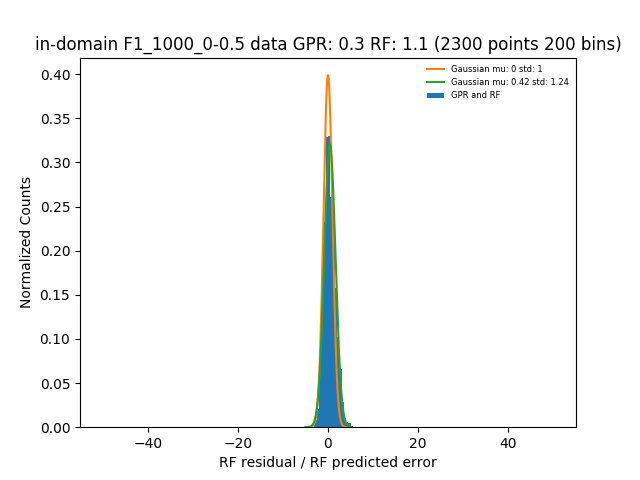 in-domain F1_1000_0-0.5 data GPR: 0.3 RF: 1.1 (2300 points 200 bins)
Gaussian mu: 0 std: 1
Gaussian mu: 0.42 std: 1.24
GPR and RF
Normalized Counts
0.40
0.35
0.30
0.25
0.20
0.15
0.10
0.05
0.00
−40
−20
0
20
40
RF residual / RF predicted error